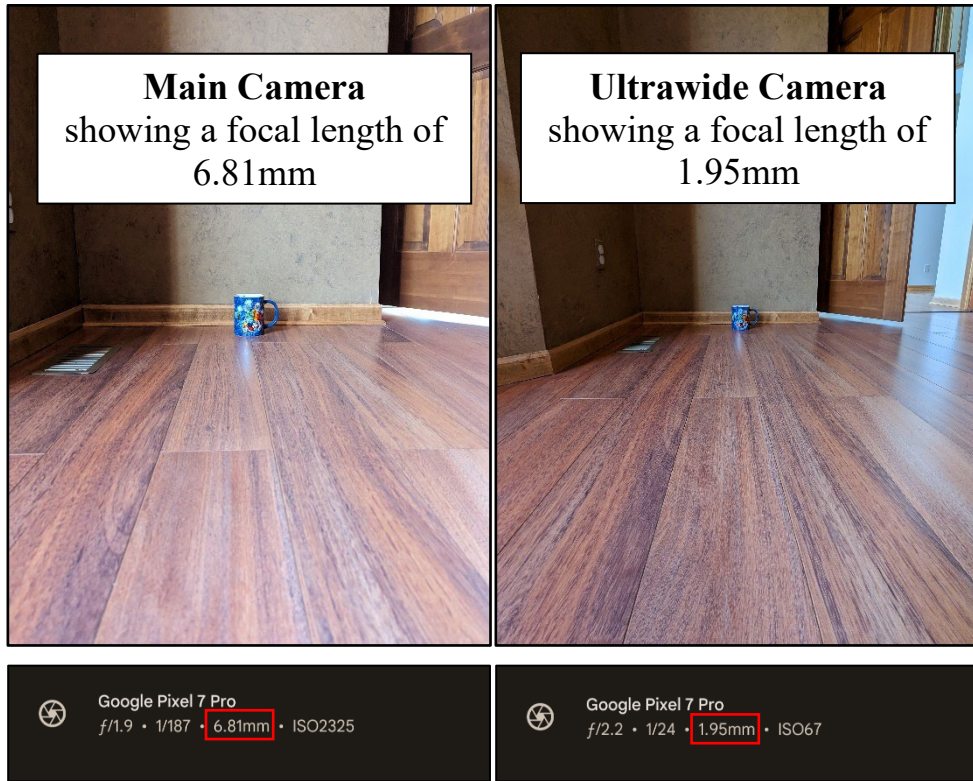 Main Camera
showing a focal length of
6.81mm
Ultrawide Camera
showing a focal length of
1.95mm
Google Pixel 7 Pro
ƒ/1.9 • 1/187 • 6.81mm • ISO2325
Google Pixel 7 Pro
ƒ/2.2 • 1/24 • 1.95mm • ISO67